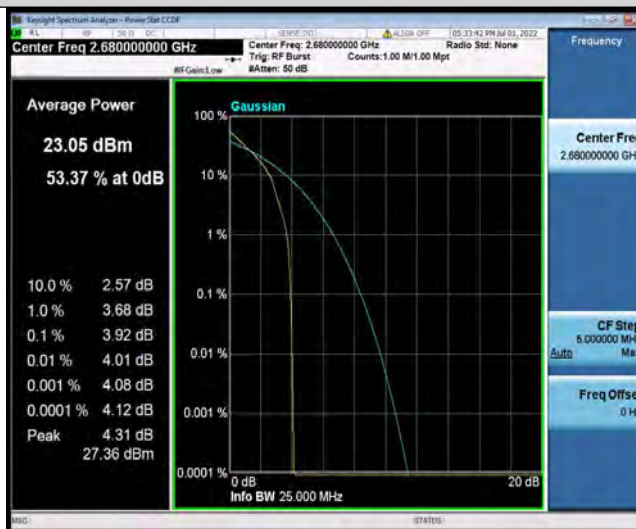 Keysight Spectrum Analyzer - Power Stat CCDF
RL RF 50 Ω DC SENSE:INT ALIGN OFF 05:33:42 PM Jul 01, 2022
Center Freq 2.680000000 GHz
Center Freq: 2.680000000 GHz Radio Std: None
Trig: RF Burst Counts:1.00 M/1.00 Mpt
#IFGain:Low #Atten: 50 dB
Frequency
Average Power
23.05 dBm
53.37 % at 0dB
10.0 % 2.57 dB
1.0 % 3.68 dB
0.1 % 3.92 dB
0.01 % 4.01 dB
0.001 % 4.08 dB
0.0001 % 4.12 dB
Peak 4.31 dB
27.36 dBm
Gaussian
100 %
10 %
1 %
0.1 %
0.01 %
0.001 %
0.0001 %
0 dB 20 dB
Info BW 25.000 MHz
Center Fre
2.680000000 GH
CF Ste
5.000000 MH
Auto Ma
Freq Offse
0 H
MSG STATUS